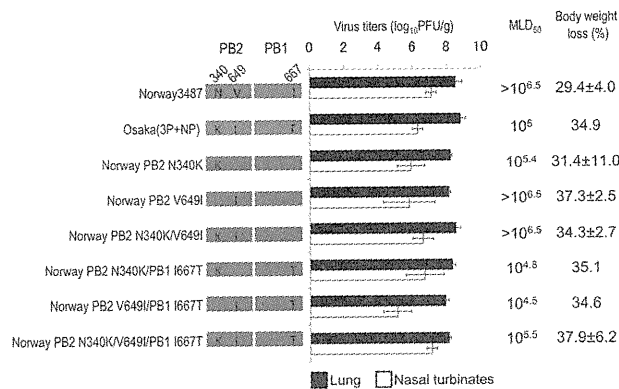 PB2 PB1 Virus titers (log₁₀PFU/g) MLD₅₀ Body weight loss (%)
0 2 4 6 8 10
340 649 667
Norway3487 N V I >10^6.5 29.4±4.0
Osaka(3P+NP) K I T 10^6 34.9
Norway PB2 N340K K 10^5.4 31.4±11.0
Norway PB2 V649I I >10^6.5 37.3±2.5
Norway PB2 N340K/V649I K I >10^6.5 34.3±2.7
Norway PB2 N340K/PB1 I667T K T 10^4.8 35.1
Norway PB2 V649I/PB1 I667T I T 10^4.5 34.6
Norway PB2 N340K/V649I/PB1 I667T K I T 10^5.5 37.9±6.2
Lung Nasal turbinates